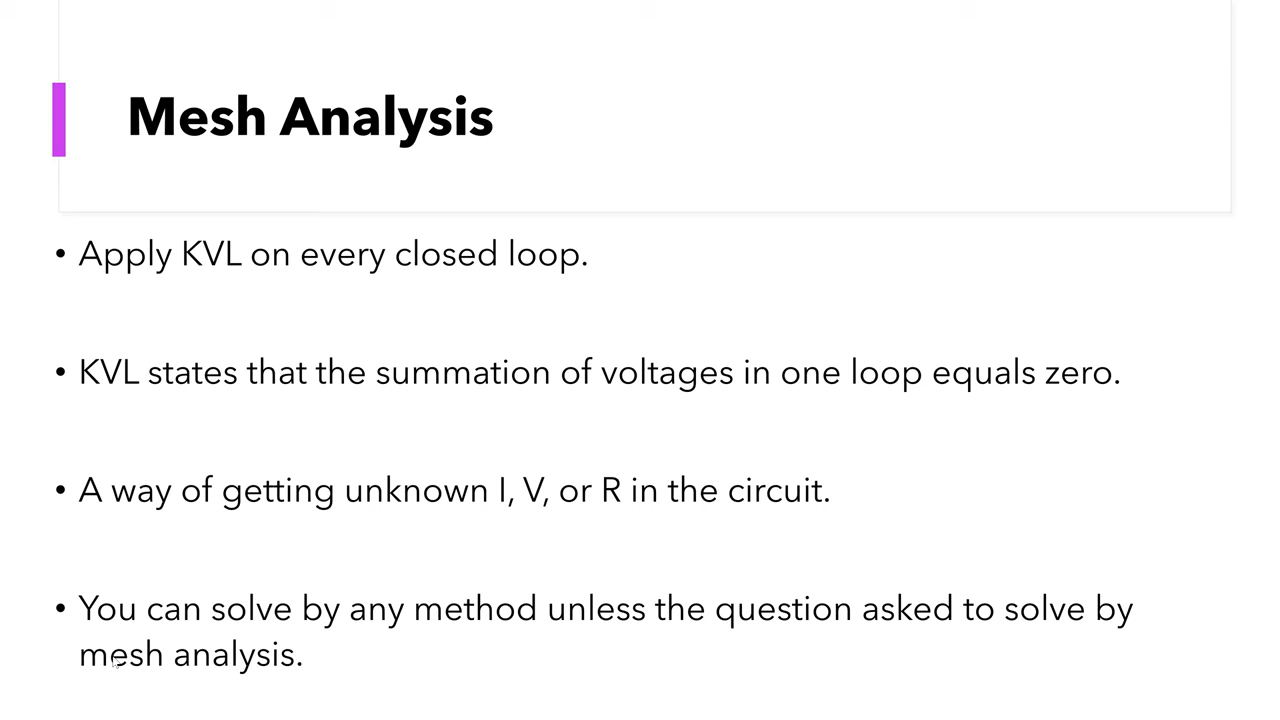 Mesh Analysis
• Apply KVL on every closed loop.
• KVL states that the summation of voltages in one loop equals zero.
• A way of getting unknown I, V, or R in the circuit.
• You can solve by any method unless the question asked to solve by
mesh analysis.